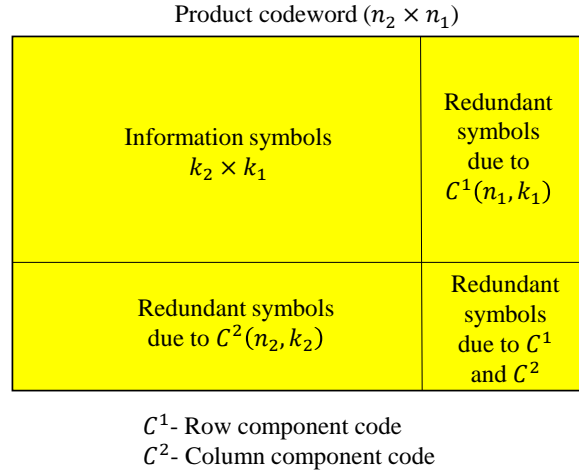 Product codeword (𝑛₂ × 𝑛₁)
Information symbols
𝑘₂ × 𝑘₁
Redundant
symbols
due to
𝐶¹(𝑛₁, 𝑘₁)
Redundant symbols
due to 𝐶²(𝑛₂, 𝑘₂)
Redundant
symbols
due to 𝐶¹
and 𝐶²
𝐶¹- Row component code
𝐶²- Column component code